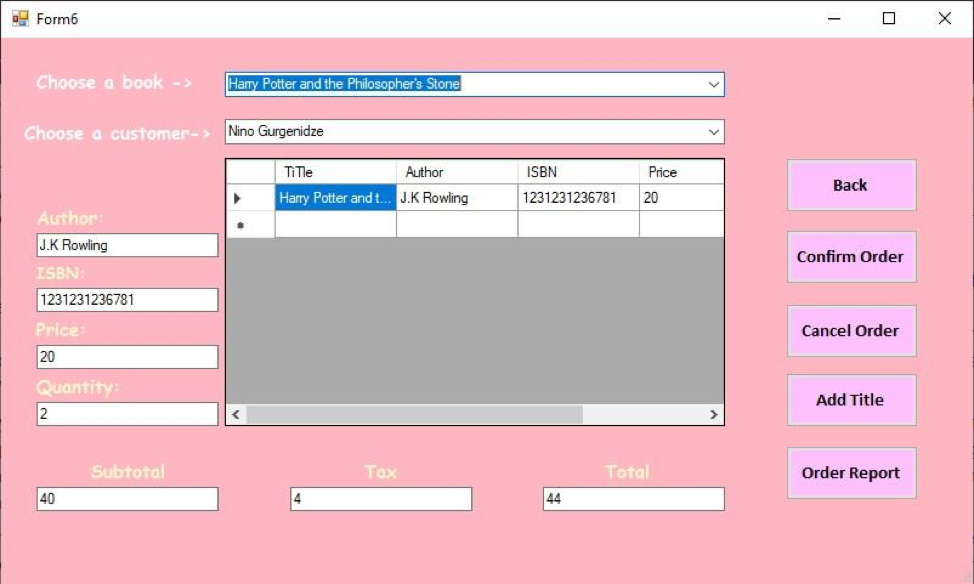 Form6
Choose a book ->
Harry Potter and the Philosopher's Stone
Choose a customer->
Nino Gurgenidze
TiTle Author ISBN Price
Harry Potter and t... J.K Rowling 1231231236781 20
Author:
J.K Rowling
ISBN:
1231231236781
Price:
20
Quantity:
2
Subtotal Tax Total
40 4 44
Back
Confirm Order
Cancel Order
Add Title
Order Report